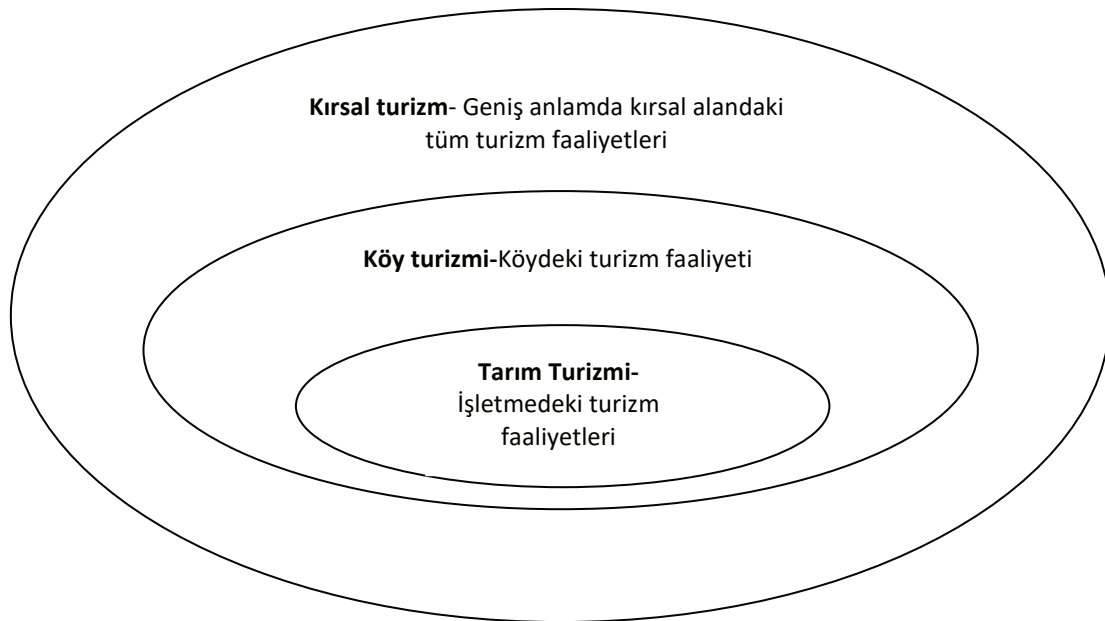 Kırsal turizm- Geniş anlamda kırsal alandaki
tüm turizm faaliyetleri
Köy turizmi-Köydeki turizm faaliyeti
Tarım Turizmi-
İşletmedeki turizm
faaliyetleri